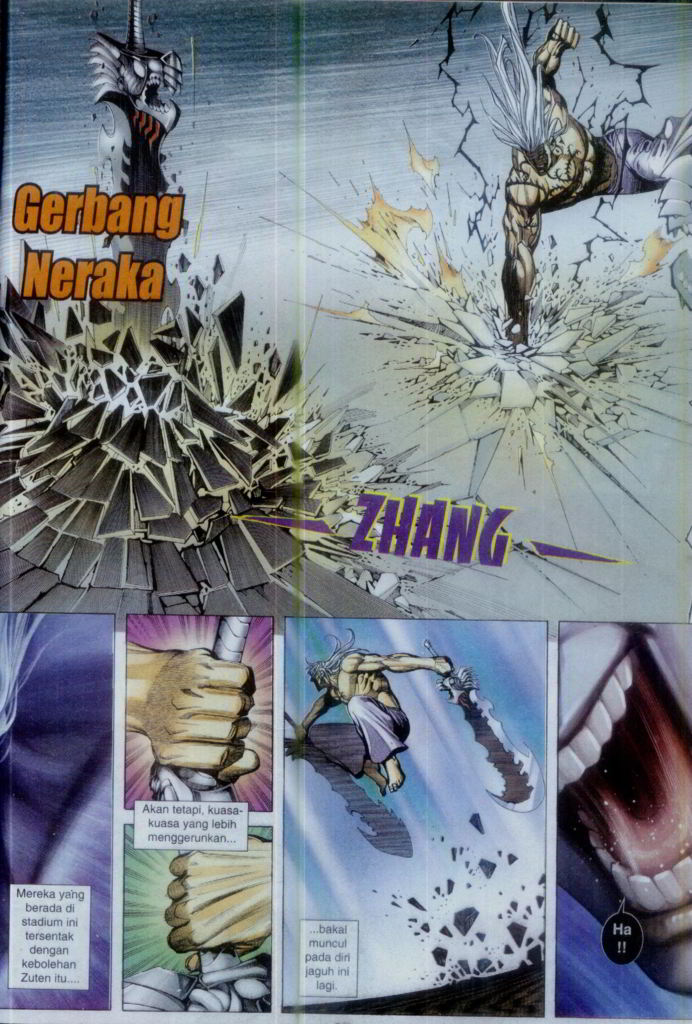 Gerbang
Neraka
ZHANG
Mereka yang
berada di
stadium ini
tersentak
dengan
kebolehan
Zuten itu....
Akan tetapi, kuasa-
kuasa yang lebih
menggerunkan...
...bakal
muncul
pada diri
jaguh ini
lagi.
Ha
!!